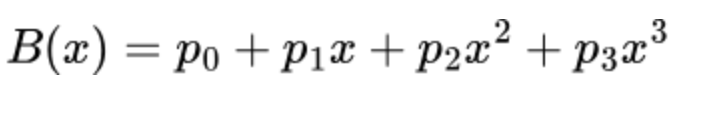 B(x) = p₀ + p₁x + p₂x² + p₃x³